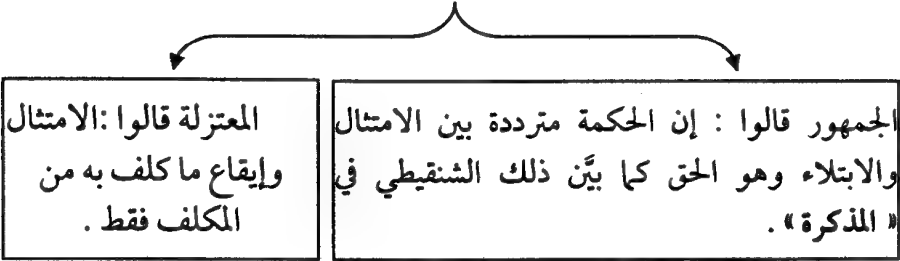 الجمهور قالوا : إن الحكمة مترددة بين الامتثال
والابتلاء وهو الحق كما بيَّن ذلك الشنقيطي في
« المذكرة » .
المعتزلة قالوا :الامتثال
وإيقاع ما كلف به من
المكلف فقط .